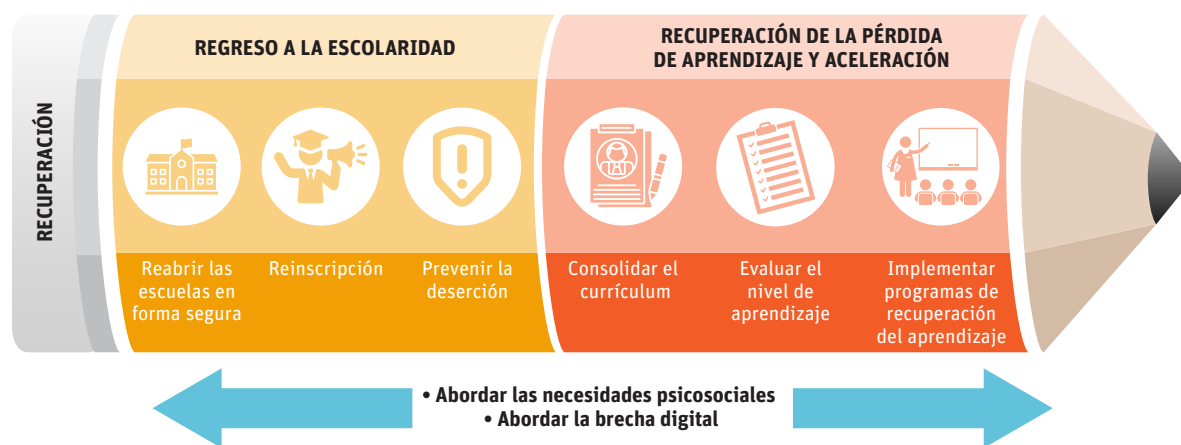 RECUPERACIÓN
REGRESO A LA ESCOLARIDAD
Reabrir las
escuelas en
forma segura
Reinscripción
Prevenir la
deserción
RECUPERACIÓN DE LA PÉRDIDA
DE APRENDIZAJE Y ACELERACIÓN
Consolidar el
currículum
Evaluar el
nivel de
aprendizaje
Implementar
programas de
recuperación
del aprendizaje
• Abordar las necesidades psicosociales
• Abordar la brecha digital